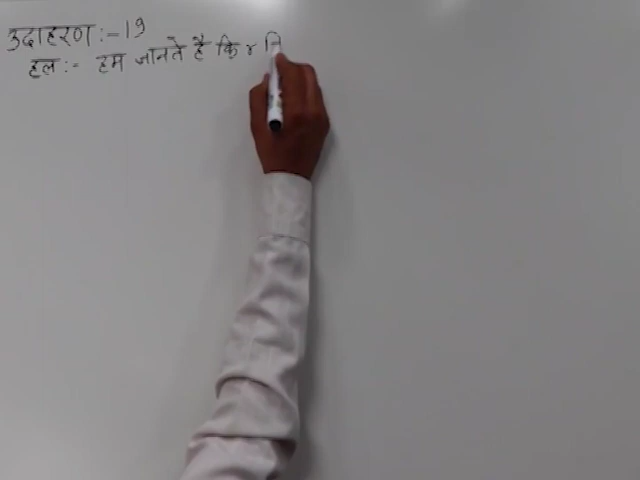 उदाहरण :- 19
हल :- हम जानते है कि r